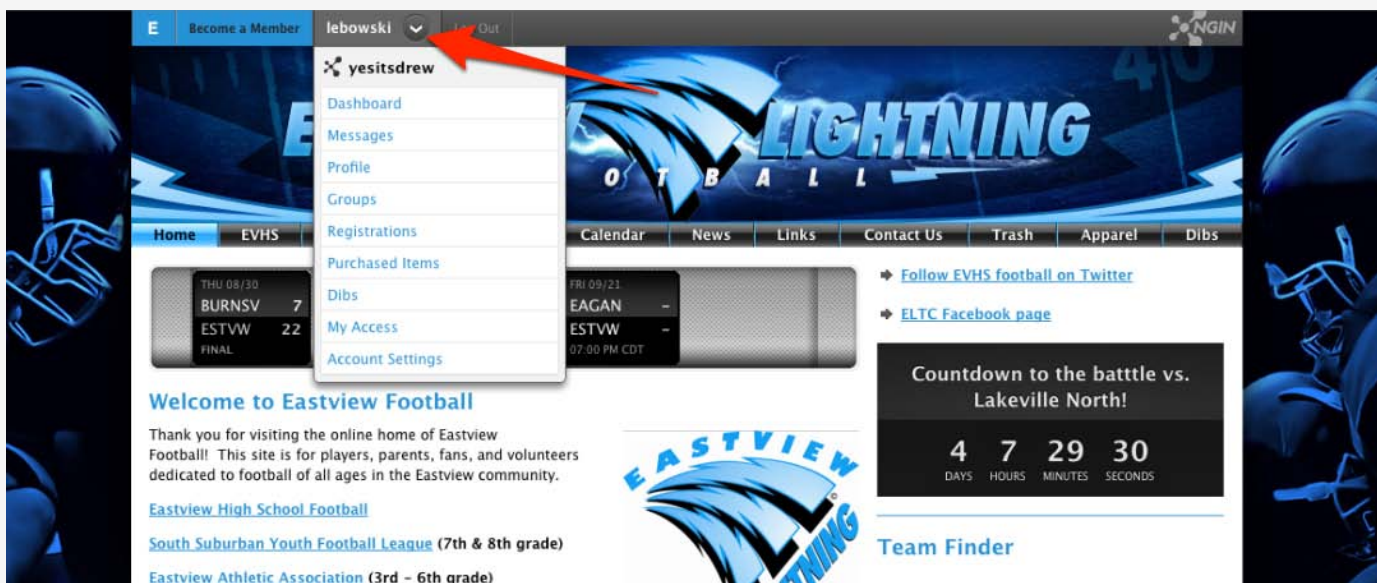 E Become a Member lebowski Log Out NGIN
yesitsdrew
Dashboard
Messages
Profile
Groups
Registrations
Purchased Items
Dibs
My Access
Account Settings
E LIGHTNING
O T B A L L
Home EVHS Calendar News Links Contact Us Trash Apparel Dibs
THU 08/30
BURNSV 7
ESTVW 22
FINAL
FRI 09/21
EAGAN –
ESTVW –
07:00 PM CDT
Follow EVHS football on Twitter
ELTC Facebook page
Countdown to the batttle vs.
Lakeville North!
4 7 29 30
DAYS HOURS MINUTES SECONDS
Team Finder
Welcome to Eastview Football
Thank you for visiting the online home of Eastview
Football! This site is for players, parents, fans, and volunteers
dedicated to football of all ages in the Eastview community.
Eastview High School Football
South Suburban Youth Football League (7th & 8th grade)
Eastview Athletic Association (3rd – 6th grade)
EASTVIEW